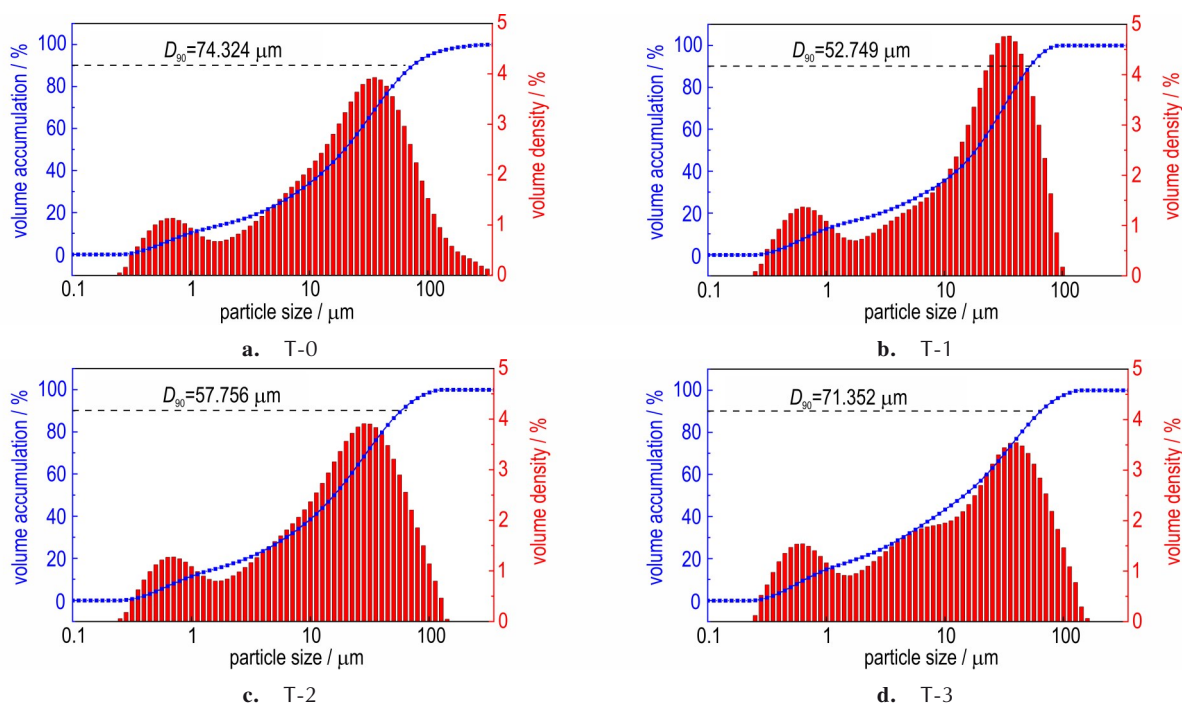 D90=74.324 μm
volume accumulation / %
100
80
60
40
20
0
5
4
3
2
1
0
volume density / %
0.1 1 10 100
particle size / μm
a. T-0
D90=52.749 μm
volume accumulation / %
100
80
60
40
20
0
5
4
3
2
1
0
volume density / %
0.1 1 10 100
particle size / μm
b. T-1
D90=57.756 μm
volume accumulation / %
100
80
60
40
20
0
5
4
3
2
1
0
volume density / %
0.1 1 10 100
particle size / μm
c. T-2
D90=71.352 μm
volume accumulation / %
100
80
60
40
20
0
5
4
3
2
1
0
volume density / %
0.1 1 10 100
particle size / μm
d. T-3